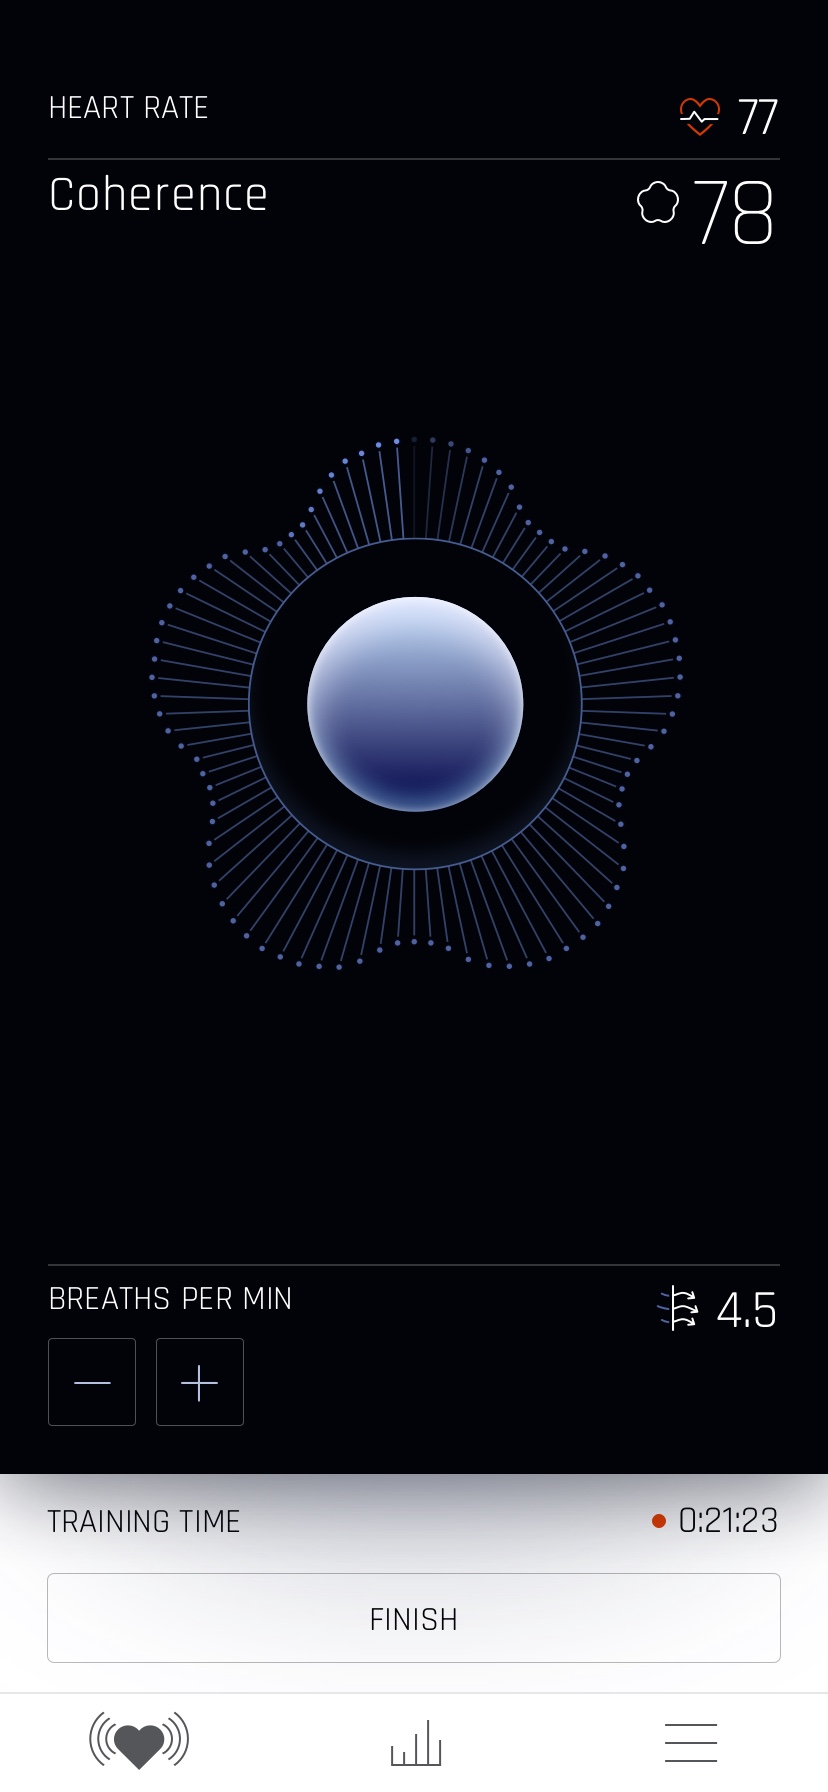 HEART RATE 77
Coherence 78
BREATHS PER MIN 4.5
TRAINING TIME 0:21:23
FINISH